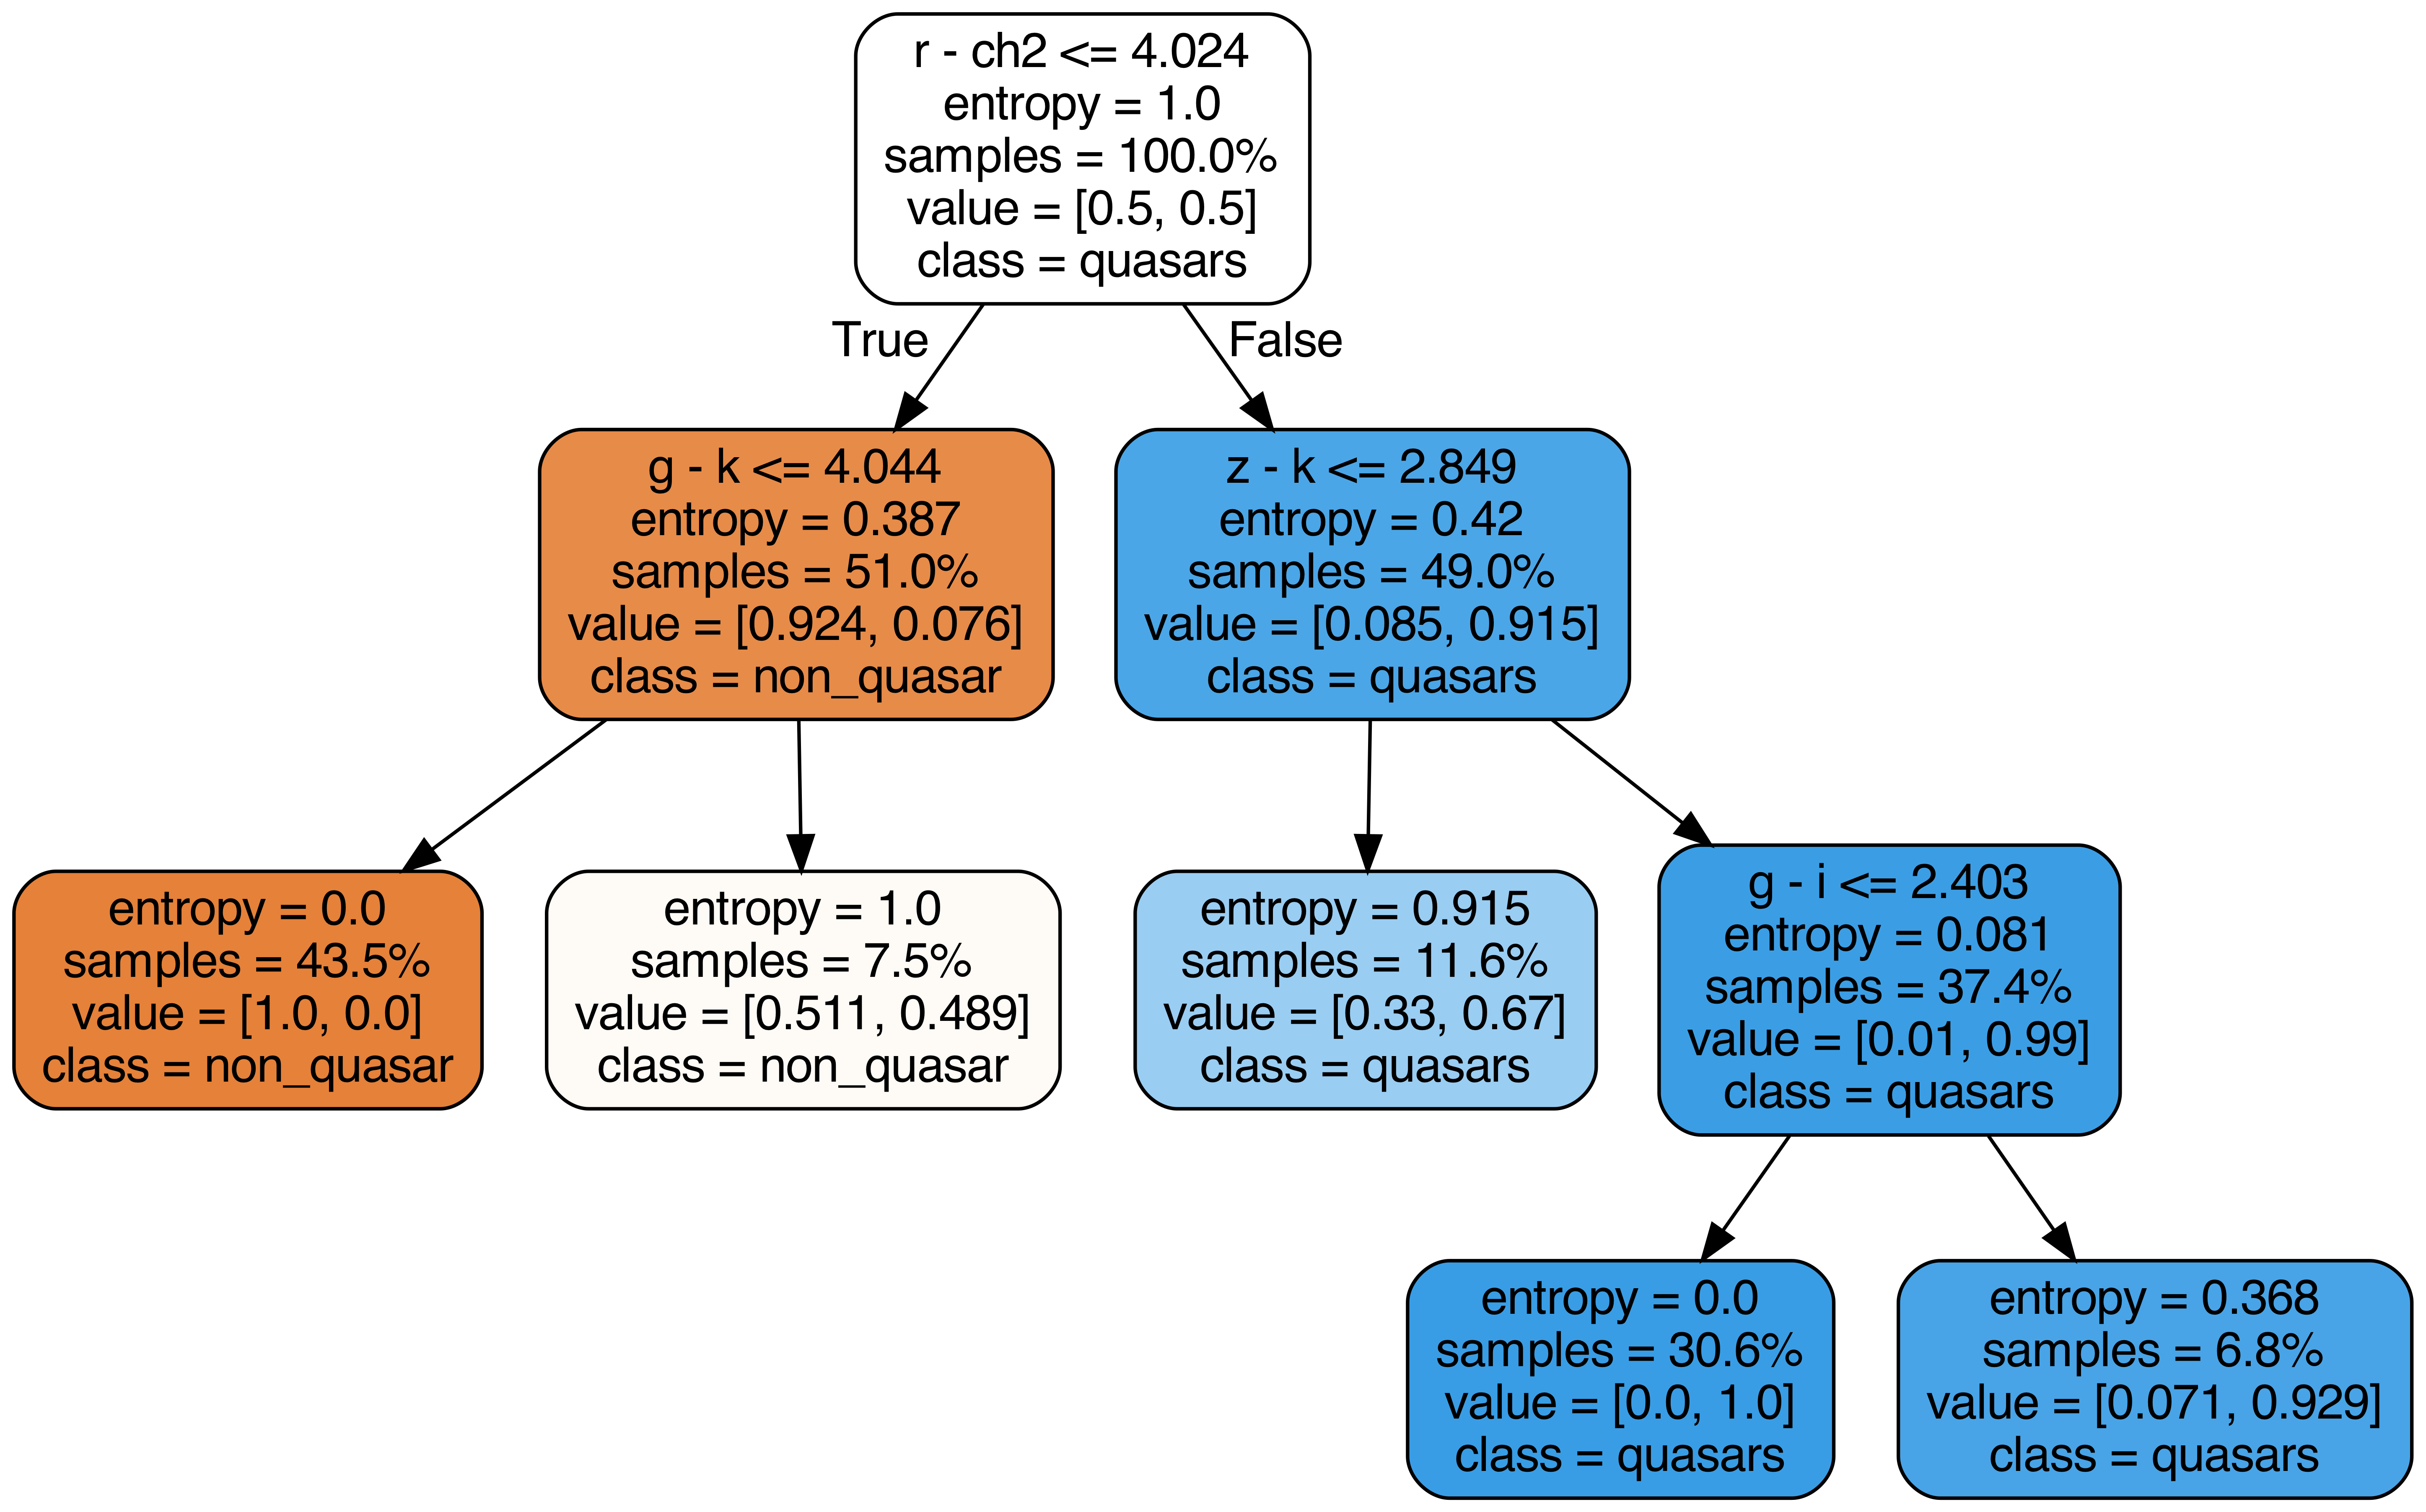 r - ch2 <= 4.024
entropy = 1.0
samples = 100.0%
value = [0.5, 0.5]
class = quasars
True
False
g - k <= 4.044
entropy = 0.387
samples = 51.0%
value = [0.924, 0.076]
class = non_quasar
z - k <= 2.849
entropy = 0.42
samples = 49.0%
value = [0.085, 0.915]
class = quasars
entropy = 0.0
samples = 43.5%
value = [1.0, 0.0]
class = non_quasar
entropy = 1.0
samples = 7.5%
value = [0.511, 0.489]
class = non_quasar
entropy = 0.915
samples = 11.6%
value = [0.33, 0.67]
class = quasars
g - i <= 2.403
entropy = 0.081
samples = 37.4%
value = [0.01, 0.99]
class = quasars
entropy = 0.0
samples = 30.6%
value = [0.0, 1.0]
class = quasars
entropy = 0.368
samples = 6.8%
value = [0.071, 0.929]
class = quasars